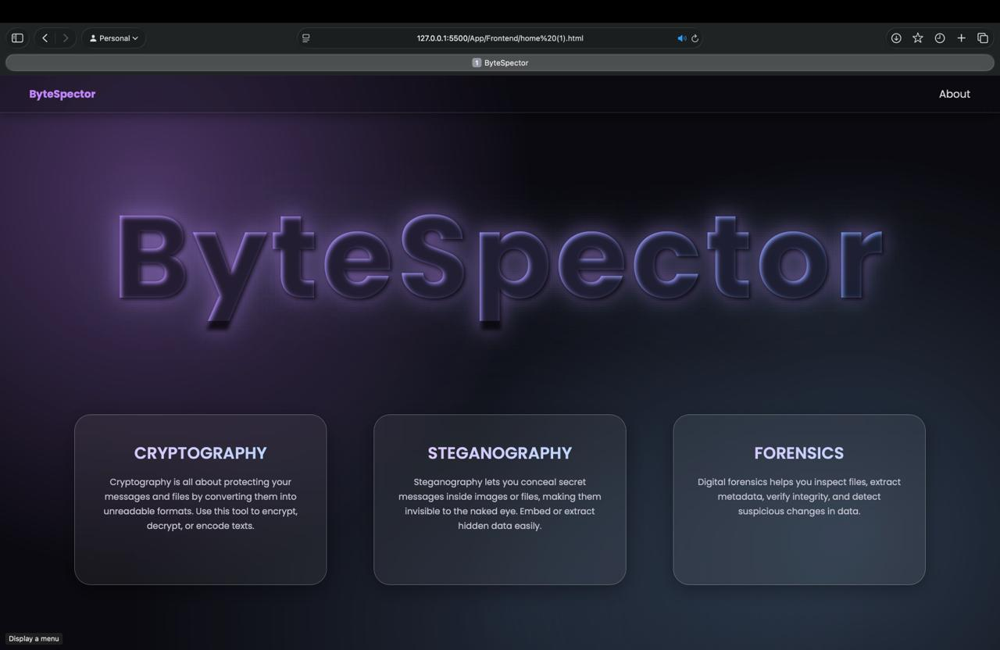 Personal
127.0.0.1:5500/App/Frontend/home%20(1).html
1 ByteSpector
ByteSpector
About
ByteSpector
CRYPTOGRAPHY
Cryptography is all about protecting your
messages and files by converting them into
unreadable formats. Use this tool to encrypt,
decrypt, or encode texts.
STEGANOGRAPHY
Steganography lets you conceal secret
messages inside images or files, making them
invisible to the naked eye. Embed or extract
hidden data easily.
FORENSICS
Digital forensics helps you inspect files, extract
metadata, verify integrity, and detect
suspicious changes in data.
Display a menu